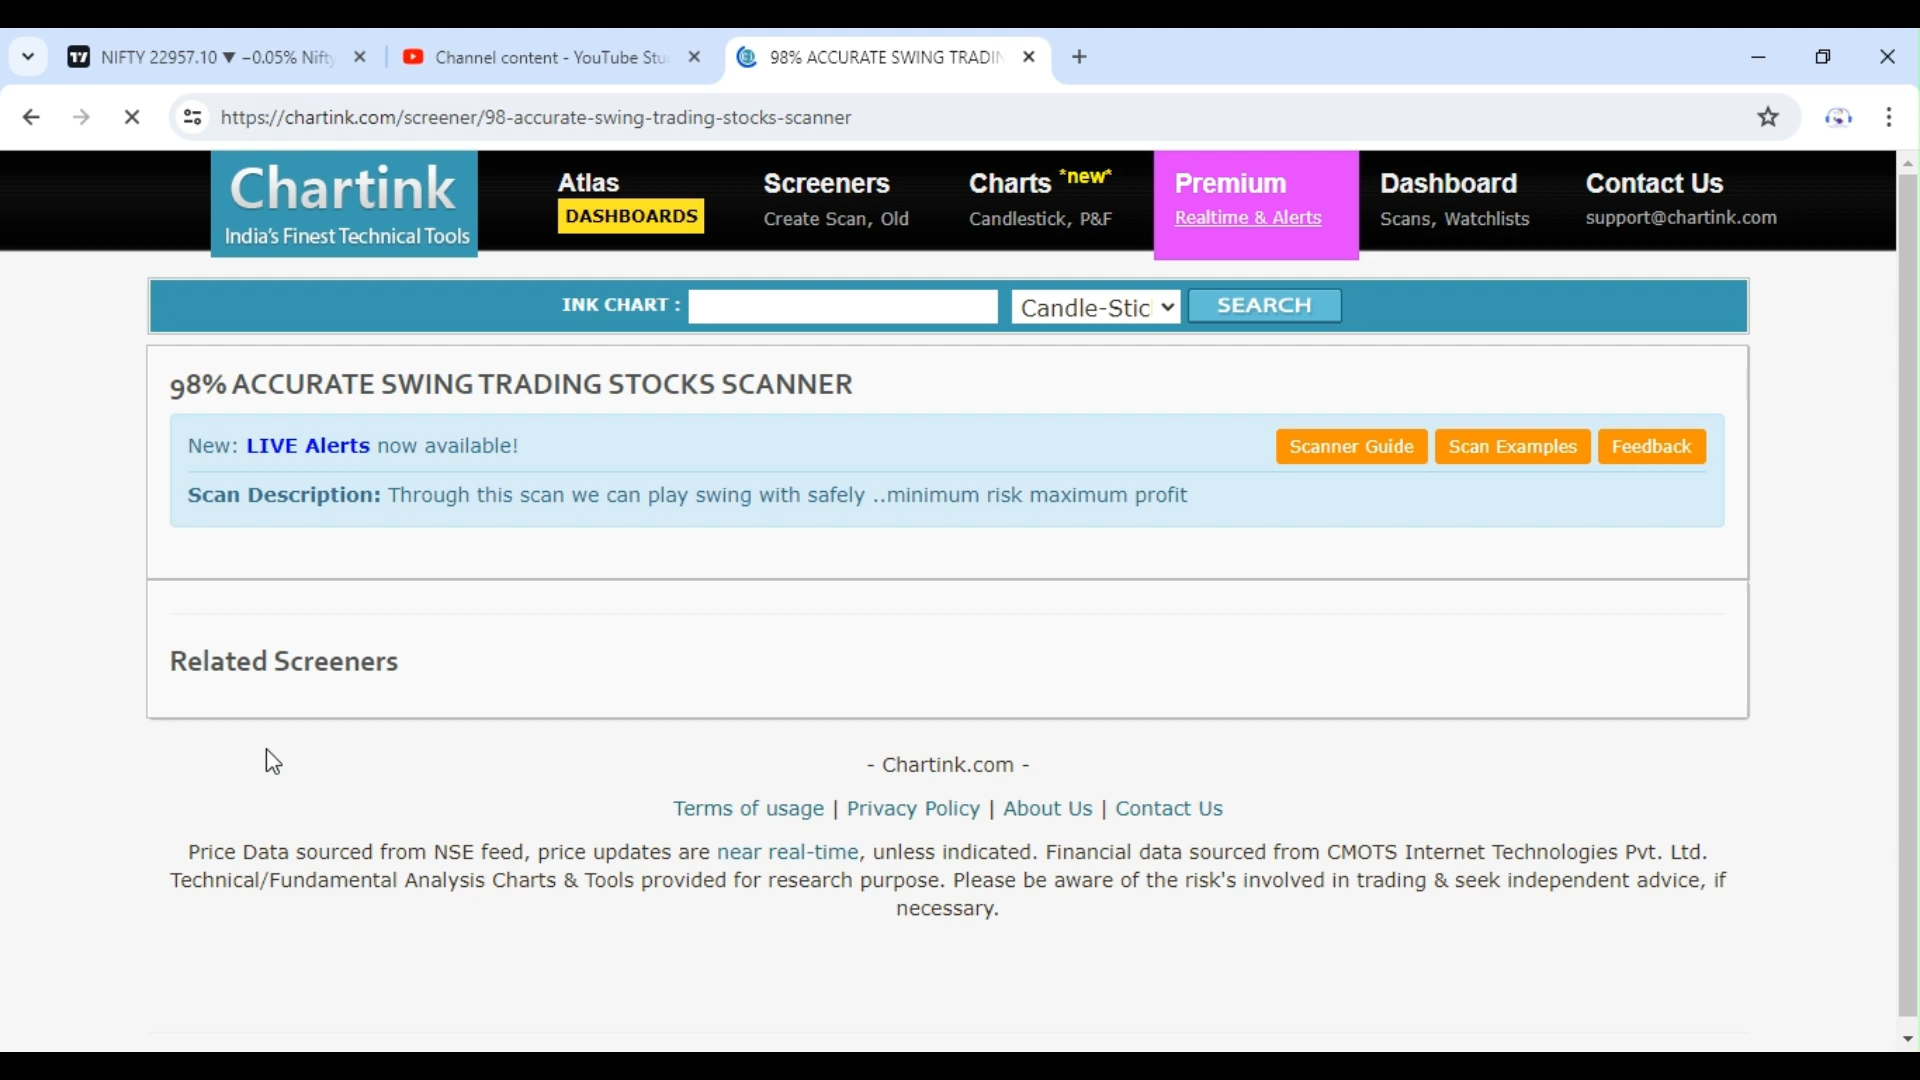 NIFTY 22957.10 ▼ −0.05% Nifty
Channel content - YouTube Stu
98% ACCURATE SWING TRADIN
https://chartink.com/screener/98-accurate-swing-trading-stocks-scanner
Chartink
India's Finest Technical Tools
Atlas
DASHBOARDS
Screeners
Create Scan, Old
Charts *new*
Candlestick, P&F
Premium
Realtime & Alerts
Dashboard
Scans, Watchlists
Contact Us
support@chartink.com
INK CHART :
Candle-Stic
SEARCH
98% ACCURATE SWING TRADING STOCKS SCANNER
New: LIVE Alerts now available!
Scanner Guide
Scan Examples
Feedback
Scan Description: Through this scan we can play swing with safely ..minimum risk maximum profit
Related Screeners
- Chartink.com -
Terms of usage | Privacy Policy | About Us | Contact Us
Price Data sourced from NSE feed, price updates are near real-time, unless indicated. Financial data sourced from CMOTS Internet Technologies Pvt. Ltd.
Technical/Fundamental Analysis Charts & Tools provided for research purpose. Please be aware of the risk's involved in trading & seek independent advice, if
necessary.